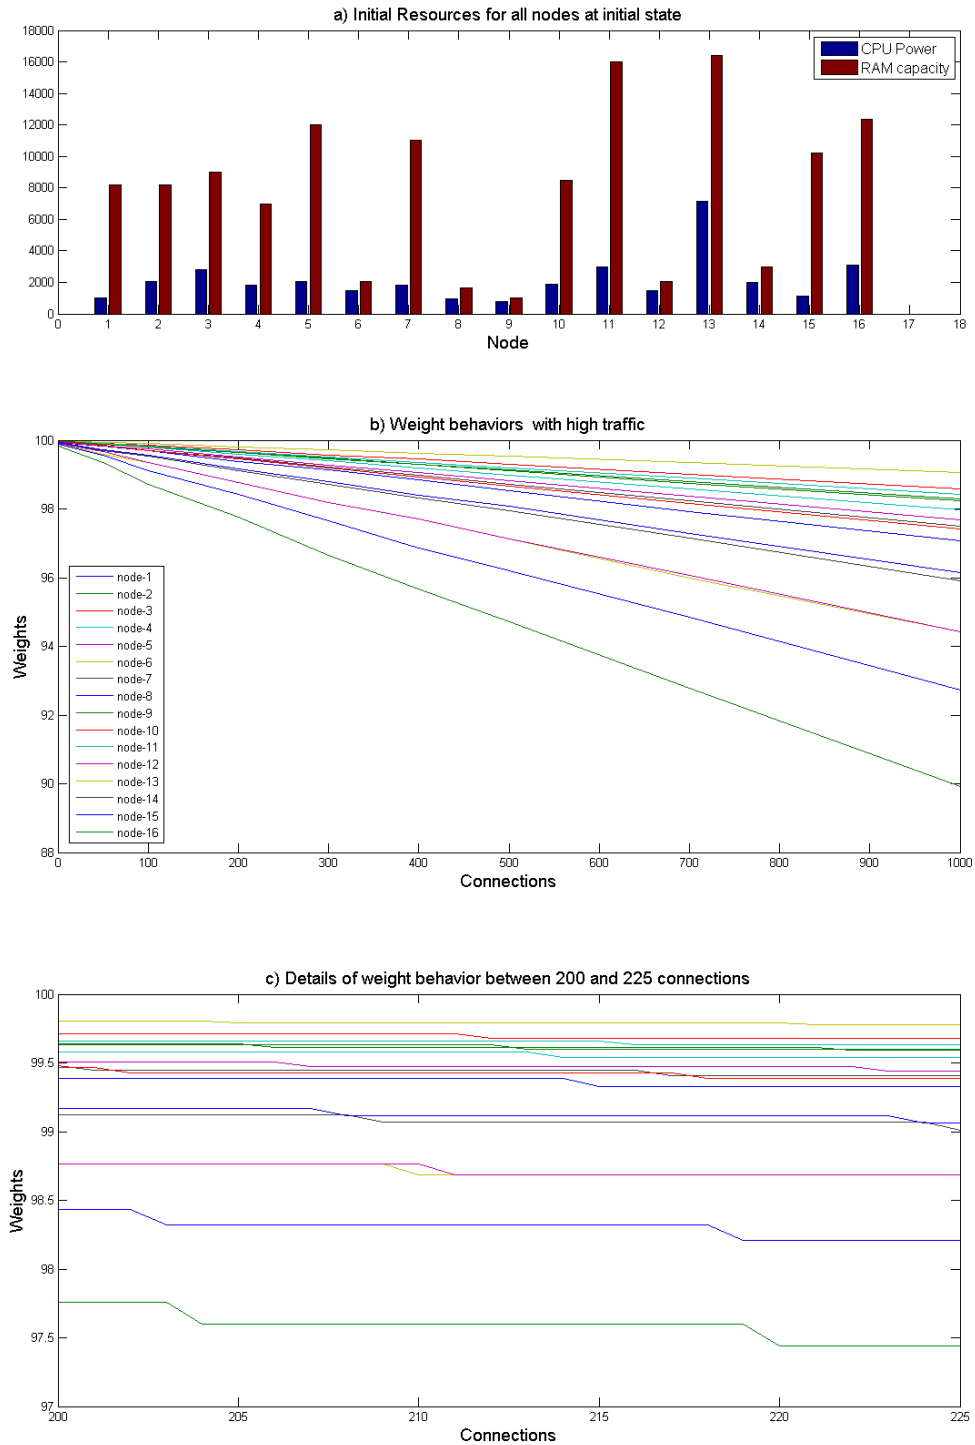 a) Initial Resources for all nodes at initial state
18000
16000
14000
12000
10000
8000
6000
4000
2000
0
CPU Power
RAM capacity
0 1 2 3 4 5 6 7 8 9 10 11 12 13 14 15 16 17 18
Node
b) Weight behaviors with high traffic
100
98
96
94
92
90
88
Weights
node-1
node-2
node-3
node-4
node-5
node-6
node-7
node-8
node-9
node-10
node-11
node-12
node-13
node-14
node-15
node-16
0 100 200 300 400 500 600 700 800 900 1000
Connections
c) Details of weight behavior between 200 and 225 connections
100
99.5
99
98.5
98
97.5
97
Weights
200 205 210 215 220 225
Connections